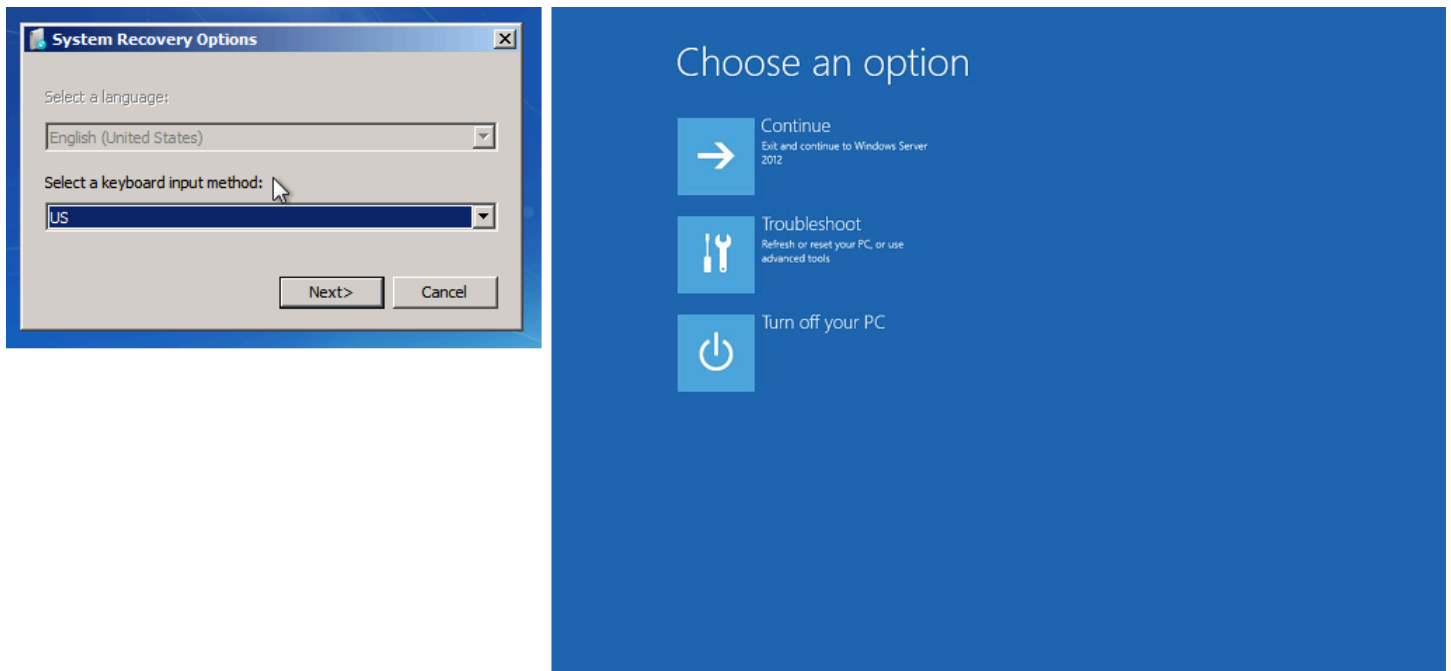 System Recovery Options
Select a language:
English (United States)
Select a keyboard input method:
US
Next>
Cancel
Choose an option
Continue
Exit and continue to Windows Server
2012
Troubleshoot
Refresh or reset your PC, or use
advanced tools
Turn off your PC